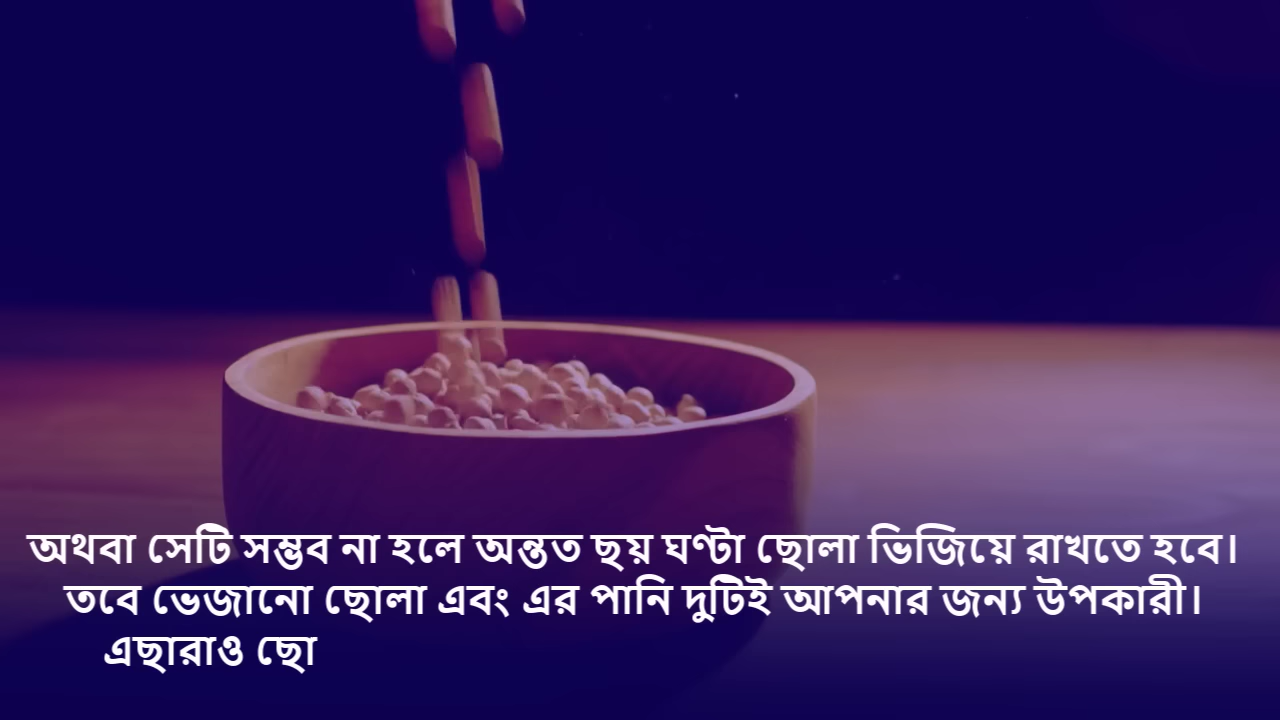 অথবা সেটি সম্ভব না হলে অন্তত ছয় ঘণ্টা ছোলা ভিজিয়ে রাখতে হবে।
তবে ভেজানো ছোলা এবং এর পানি দুটিই আপনার জন্য উপকারী।
এছারাও ছো